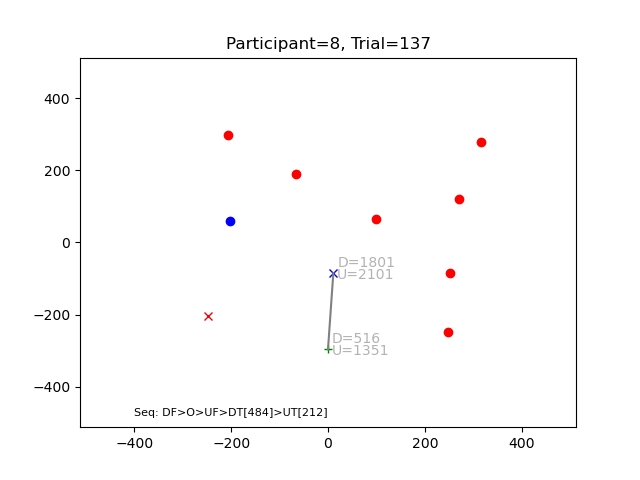 Participant=8, Trial=137
400
200
0
−200
−400
D=1801
U=2101
D=516
U=1351
Seq: DF>O>UF>DT[484]>UT[212]
−400 −200 0 200 400